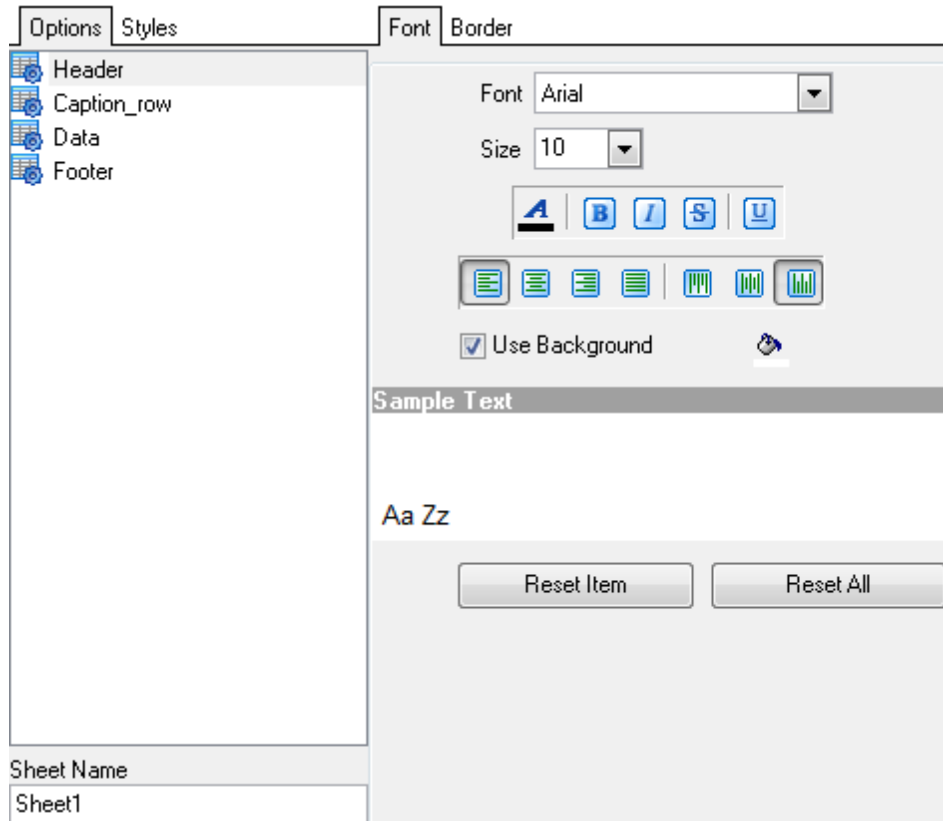 Options Styles
Header
Caption_row
Data
Footer
Sheet Name
Sheet1
Font Border
Font Arial
Size 10
A B I S U
Use Background
Sample Text
Aa Zz
Reset Item Reset All